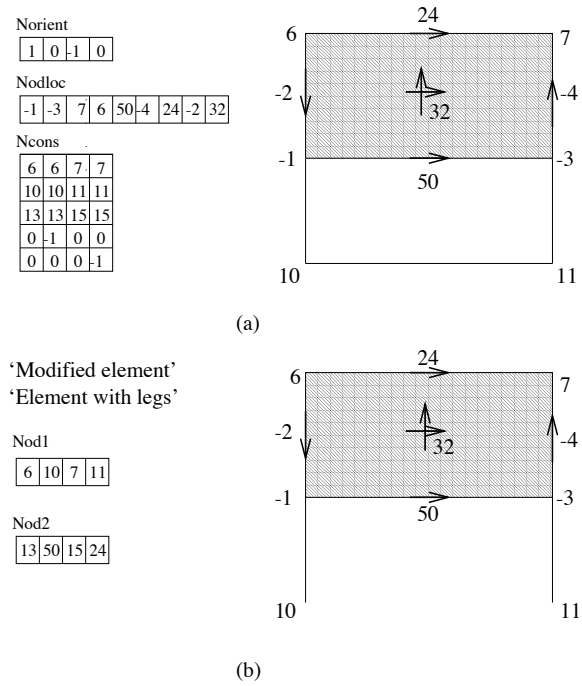 Norient
1 0 -1 0
Nodloc
-1 -3 7 6 50 -4 24 -2 32
Ncons
6 6 7 7
10 10 11 11
13 13 15 15
0 -1 0 0
0 0 0 -1
24
6 7
-2 -4
32
-1 -3
50
10 11
(a)
‘Modified element’
‘Element with legs’
Nod1
6 10 7 11
Nod2
13 50 15 24
24
6 7
-2 -4
32
-1 -3
50
10 11
(b)